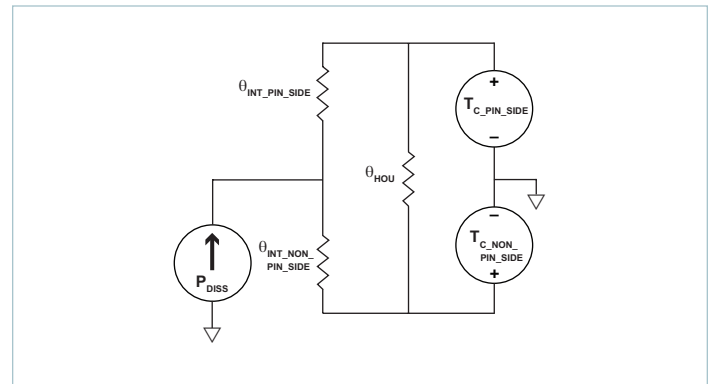 θINT_PIN_SIDE
+
TC_PIN_SIDE
–
θHOU
–
TC_NON_
PIN_SIDE
+
θINT_NON_
PIN_SIDE
PDISS